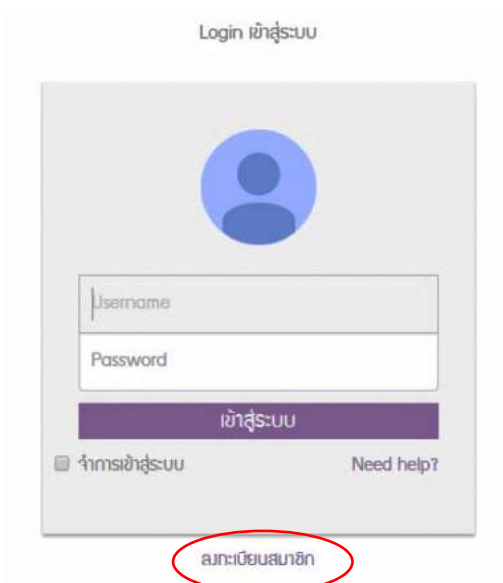 Login เข้าสู่ระบบ
Username
Password
เข้าสู่ระบบ
จำการเข้าสู่ระบบ Need help?
ลงทะเบียนสมาชิก